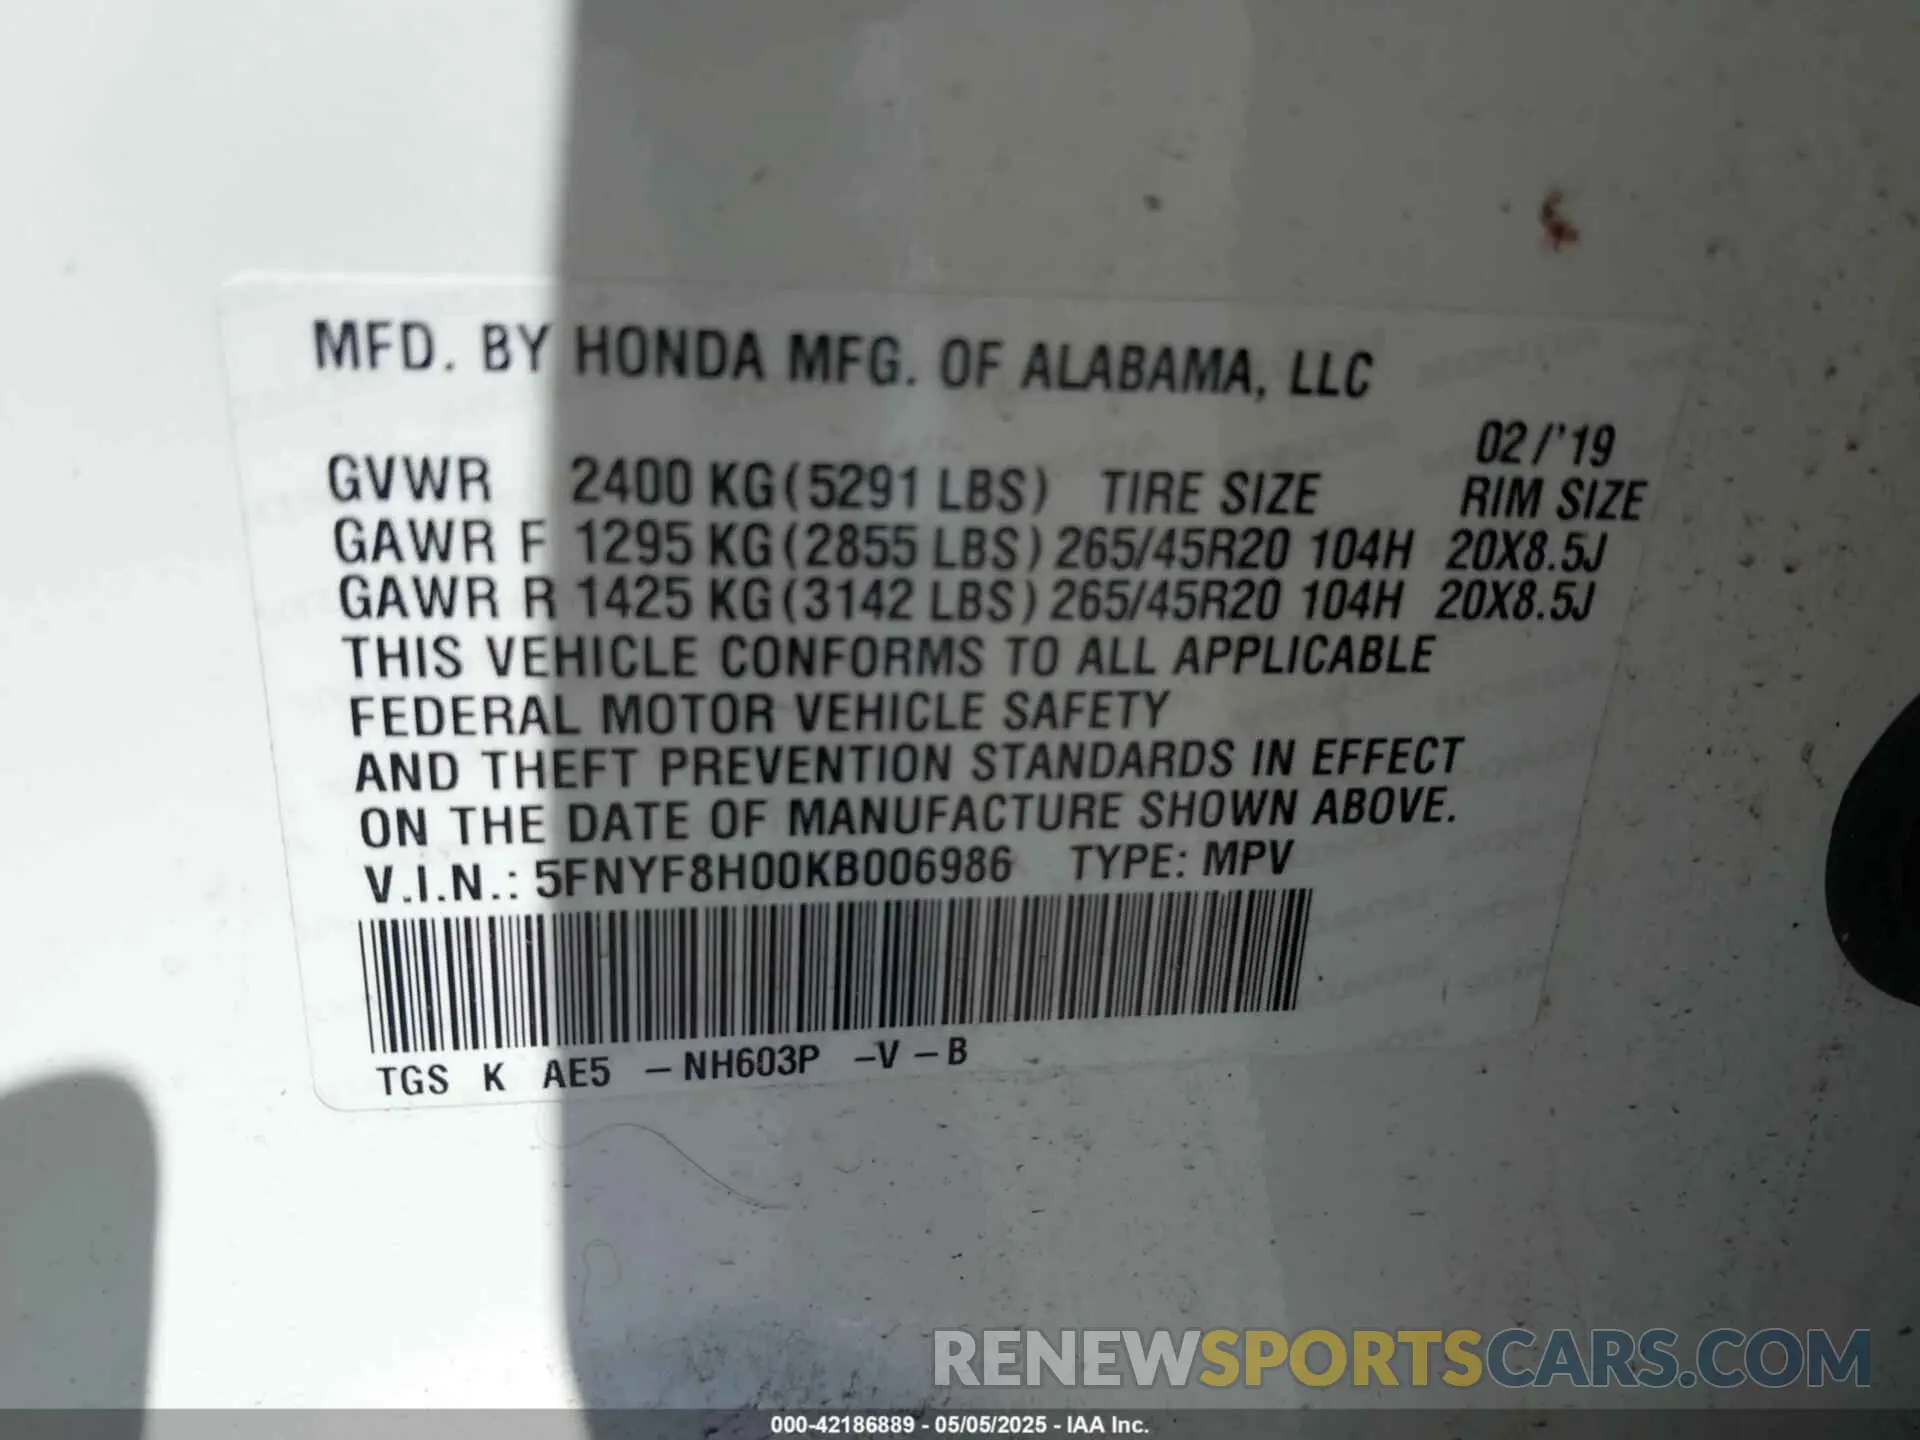 MFD. BY HONDA MFG. OF ALABAMA, LLC
02/'19
GVWR 2400 KG(5291 LBS) TIRE SIZE RIM SIZE
GAWR F 1295 KG(2855 LBS) 265/45R20 104H 20X8.5J
GAWR R 1425 KG(3142 LBS) 265/45R20 104H 20X8.5J
THIS VEHICLE CONFORMS TO ALL APPLICABLE
FEDERAL MOTOR VEHICLE SAFETY
AND THEFT PREVENTION STANDARDS IN EFFECT
ON THE DATE OF MANUFACTURE SHOWN ABOVE.
V.I.N.: 5FNYF8H00KB006986 TYPE: MPV
TGS K AE5 – NH603P –V – B
RENEWSPORTSCARS.COM
000-42186889 - 05/05/2025 - IAA Inc.